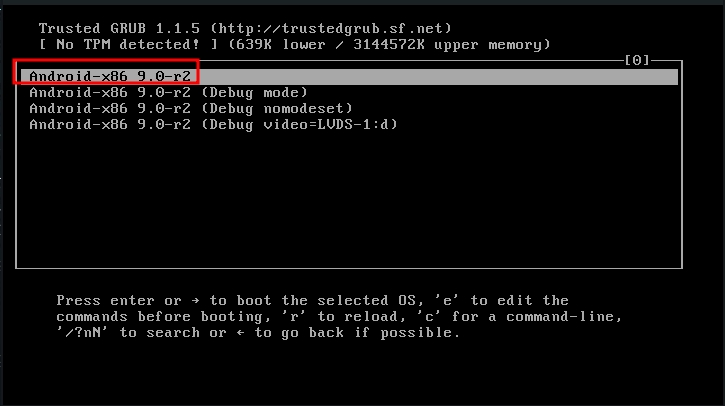 Trusted GRUB 1.1.5 (http://trustedgrub.sf.net)
[ No TPM detected! ] (639K lower / 3144572K upper memory)
[0]
Android-x86 9.0-r2
Android-x86 9.0-r2 (Debug mode)
Android-x86 9.0-r2 (Debug nomodeset)
Android-x86 9.0-r2 (Debug video=LVDS-1:d)
Press enter or → to boot the selected OS, 'e' to edit the
commands before booting, 'r' to reload, 'c' for a command-line,
'/?nN' to search or ← to go back if possible.